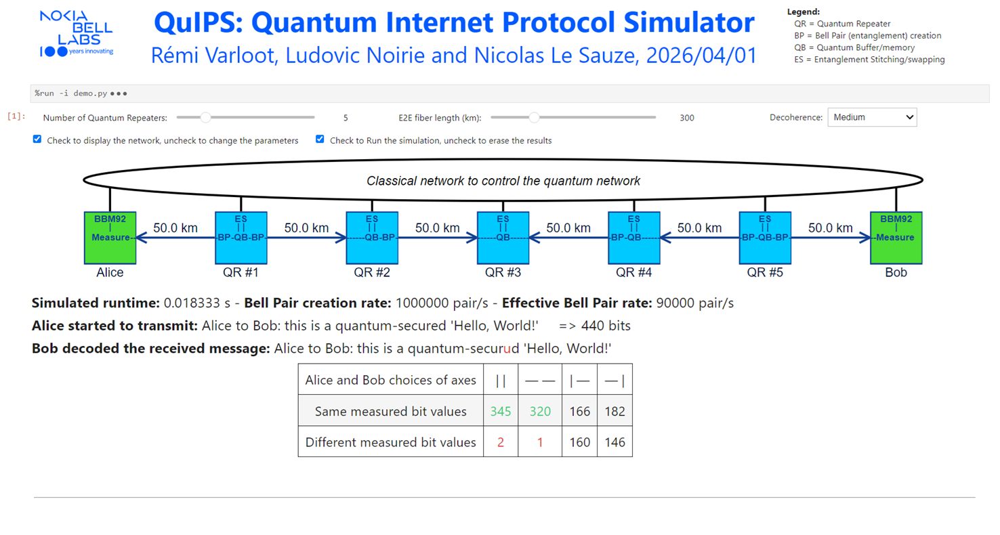 NOKIA
BELL
LABS
100 years innovating
QuIPS: Quantum Internet Protocol Simulator
Rémi Varloot, Ludovic Noirie and Nicolas Le Sauze, 2026/04/01
Legend:
QR = Quantum Repeater
BP = Bell Pair (entanglement) creation
QB = Quantum Buffer/memory
ES = Entanglement Stitching/swapping
%run -i demo.py •••
[1]:
Number of Quantum Repeaters: 5 E2E fiber length (km): 300 Decoherence: Medium
Check to display the network, uncheck to change the parameters Check to Run the simulation, uncheck to erase the results
Classical network to control the quantum network
BBM92 ES ES ES ES ES BBM92
| || || || || || |
50.0 km 50.0 km 50.0 km 50.0 km 50.0 km 50.0 km
Measure-- -BP-QB-BP- ------QB-BP- ------QB------ -BP-QB------ -BP-QB-BP- --Measure
Alice QR #1 QR #2 QR #3 QR #4 QR #5 Bob
Simulated runtime: 0.018333 s - Bell Pair creation rate: 1000000 pair/s - Effective Bell Pair rate: 90000 pair/s
Alice started to transmit: Alice to Bob: this is a quantum-secured 'Hello, World!' => 440 bits
Bob decoded the received message: Alice to Bob: this is a quantum-securud 'Hello, World!'
Alice and Bob choices of axes | | — — | — — |
Same measured bit values 345 320 166 182
Different measured bit values 2 1 160 146